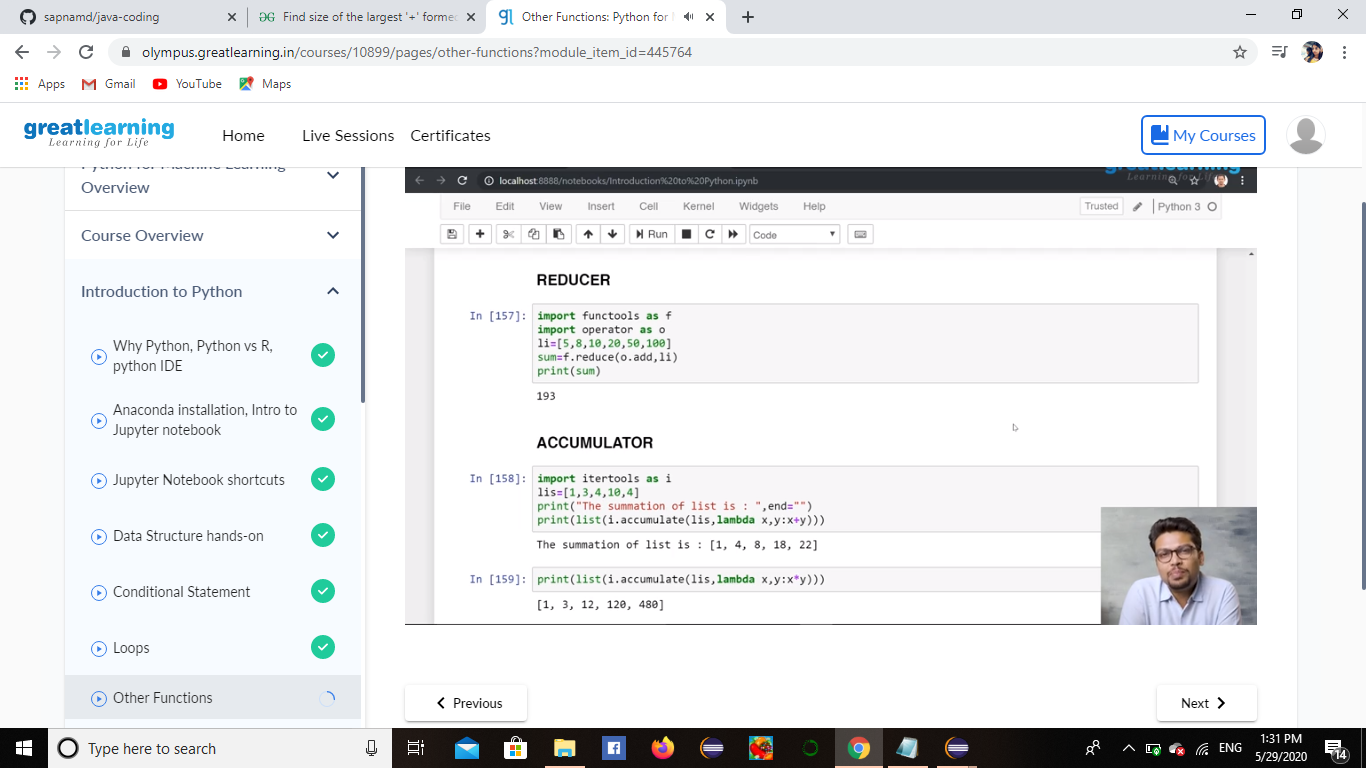 sapnamd/java-coding
Find size of the largest '+' forme
Other Functions: Python for
olympus.greatlearning.in/courses/10899/pages/other-functions?module_item_id=445764
Apps
Gmail
YouTube
Maps
greatlearning
Learning for Life
Home
Live Sessions
Certificates
My Courses
Python for Machine Learning
Overview
Course Overview
Introduction to Python
Why Python, Python vs R,
python IDE
Anaconda installation, Intro to
Jupyter notebook
Jupyter Notebook shortcuts
Data Structure hands-on
Conditional Statement
Loops
Other Functions
greatlearning
Learning for Life
localhost:8888/notebooks/Introduction%20to%20Python.ipynb
File
Edit
View
Insert
Cell
Kernel
Widgets
Help
Trusted
Python 3
Run
Code
REDUCER
In [157]:
import functools as f
import operator as o
li=[5,8,10,20,50,100]
sum=f.reduce(o.add,li)
print(sum)
193
ACCUMULATOR
In [158]:
import itertools as i
lis=[1,3,4,10,4]
print("The summation of list is : ",end="")
print(list(i.accumulate(lis,lambda x,y:x+y)))
The summation of list is : [1, 4, 8, 18, 22]
In [159]:
print(list(i.accumulate(lis,lambda x,y:x*y)))
[1, 3, 12, 120, 480]
Previous
Next
Type here to search
ENG
1:31 PM
5/29/2020
14